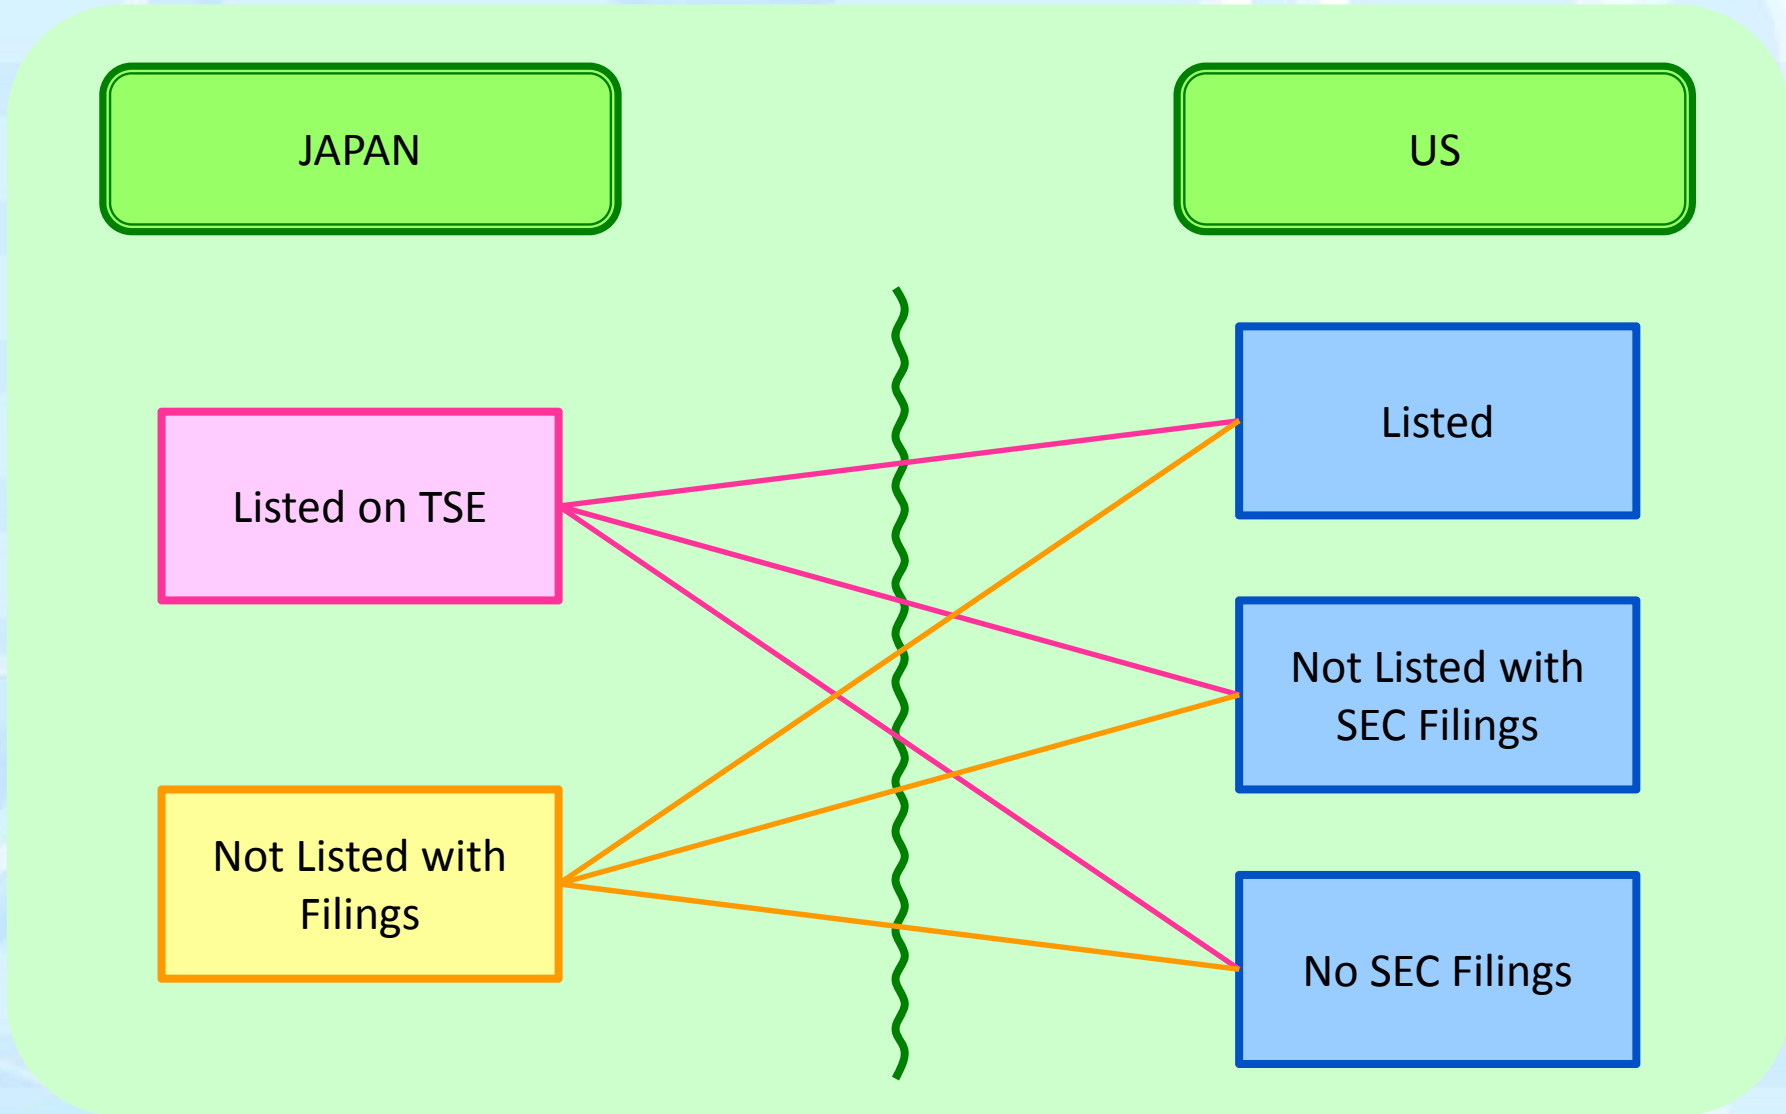 JAPAN
US
Listed on TSE
Not Listed with
Filings
Listed
Not Listed with
SEC Filings
No SEC Filings